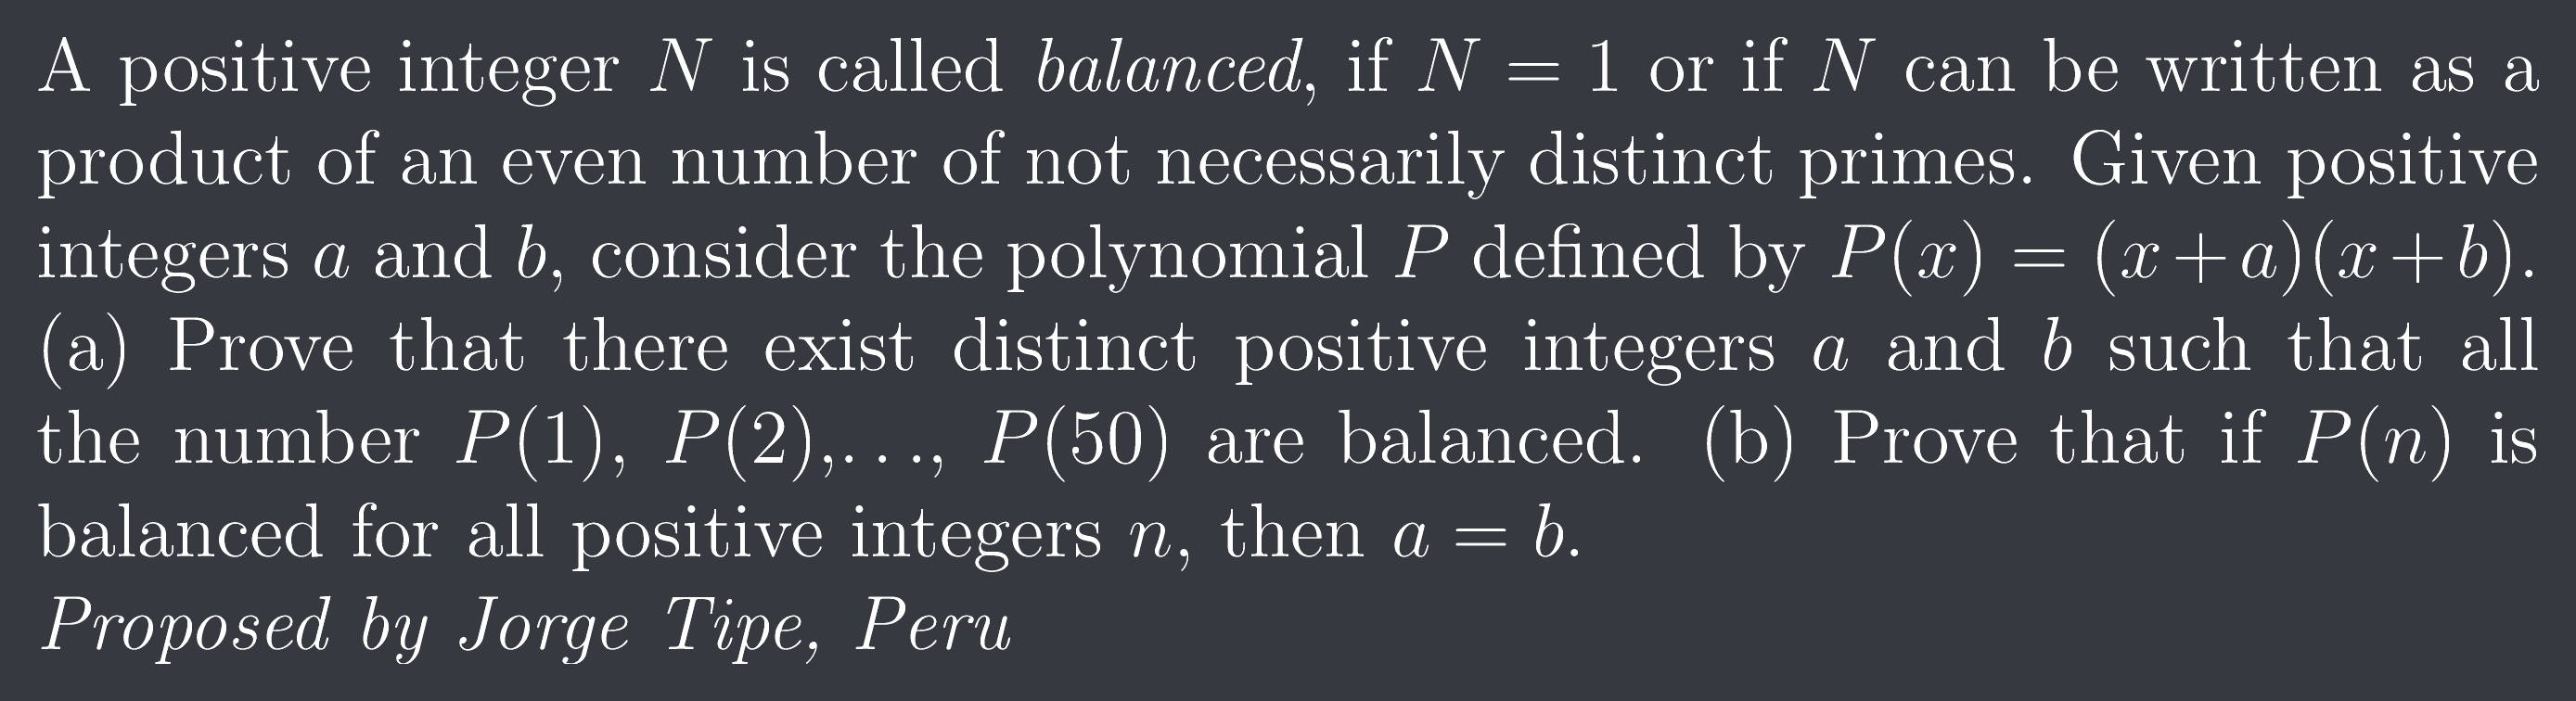 A positive integer N is called balanced, if N = 1 or if N can be written as a
product of an even number of not necessarily distinct primes. Given positive
integers a and b, consider the polynomial P defined by P(x) = (x+a)(x+b).
(a) Prove that there exist distinct positive integers a and b such that all
the number P(1), P(2),..., P(50) are balanced. (b) Prove that if P(n) is
balanced for all positive integers n, then a = b.
Proposed by Jorge Tipe, Peru